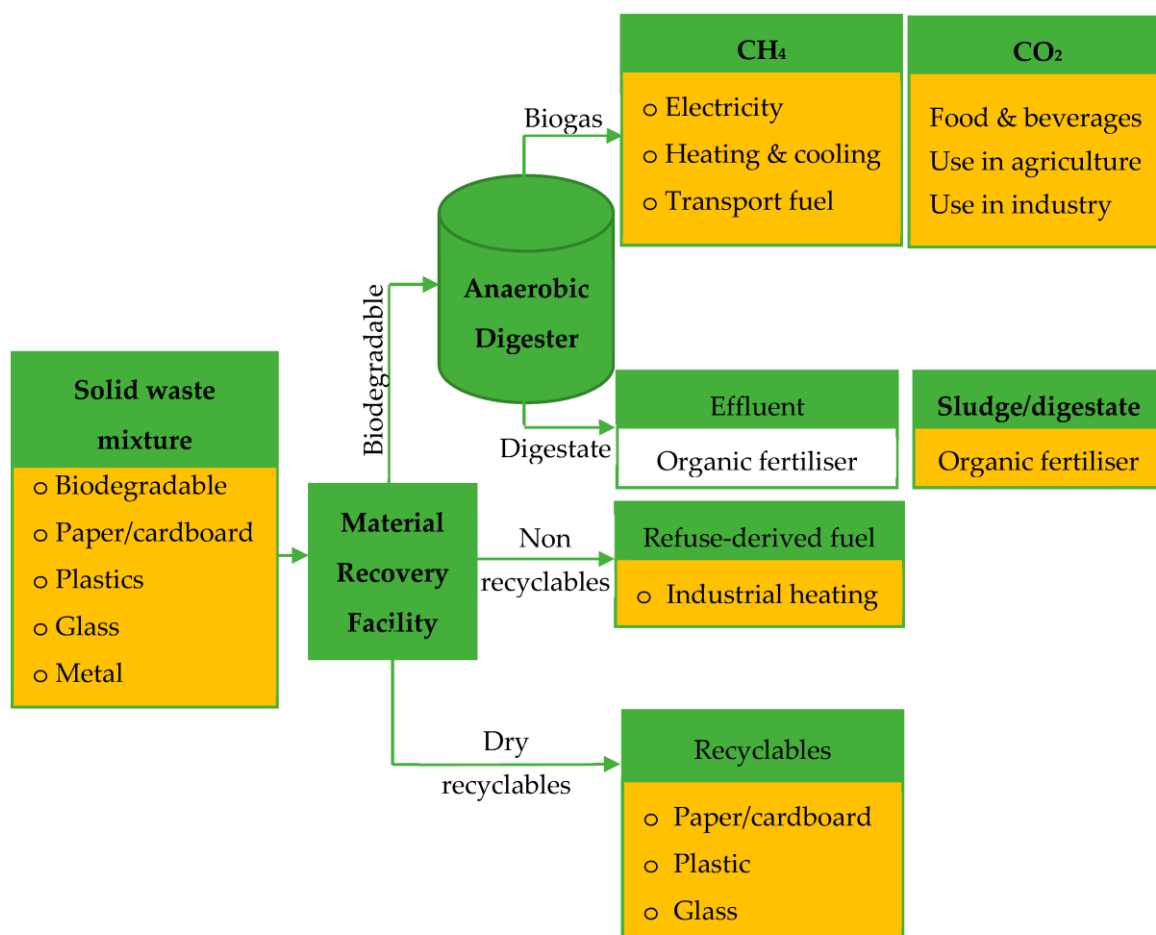 CH₄
○ Electricity
○ Heating & cooling
○ Transport fuel
CO₂
Food & beverages
Use in agriculture
Use in industry
Biogas
Anaerobic
Digester
Biodegradable
Digestate
Effluent
Organic fertiliser
Sludge/digestate
Organic fertiliser
Solid waste
mixture
○ Biodegradable
○ Paper/cardboard
○ Plastics
○ Glass
○ Metal
Material
Recovery
Facility
Non
recyclables
Refuse-derived fuel
○ Industrial heating
Dry
recyclables
Recyclables
○ Paper/cardboard
○ Plastic
○ Glass